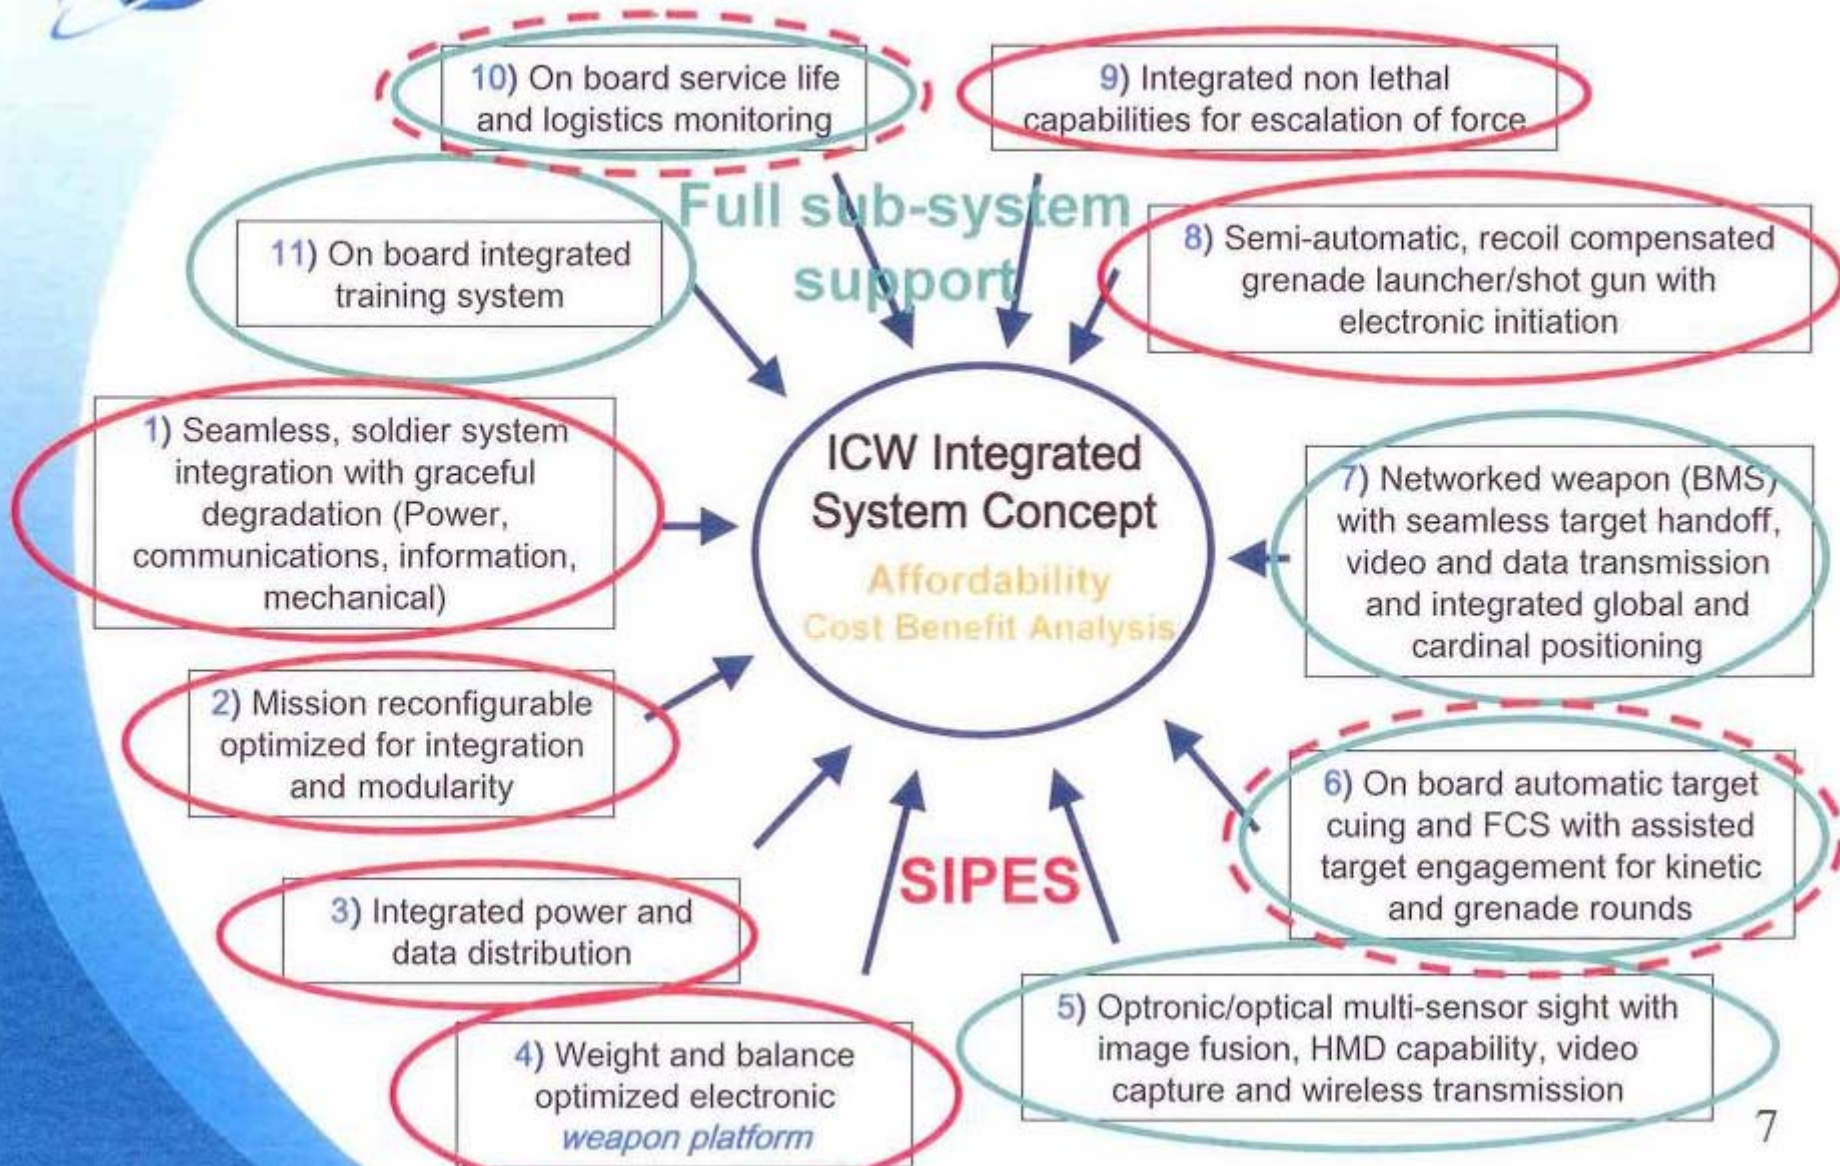 10) On board service life
and logistics monitoring
9) Integrated non lethal
capabilities for escalation of force
Full sub-system
support
11) On board integrated
training system
8) Semi-automatic, recoil compensated
grenade launcher/shot gun with
electronic initiation
1) Seamless, soldier system
integration with graceful
degradation (Power,
communications, information,
mechanical)
ICW Integrated
System Concept
Affordability
Cost Benefit Analysis
7) Networked weapon (BMS)
with seamless target handoff,
video and data transmission
and integrated global and
cardinal positioning
2) Mission reconfigurable
optimized for integration
and modularity
6) On board automatic target
cuing and FCS with assisted
target engagement for kinetic
and grenade rounds
SIPES
3) Integrated power and
data distribution
5) Optronic/optical multi-sensor sight with
image fusion, HMD capability, video
capture and wireless transmission
4) Weight and balance
optimized electronic
weapon platform
7